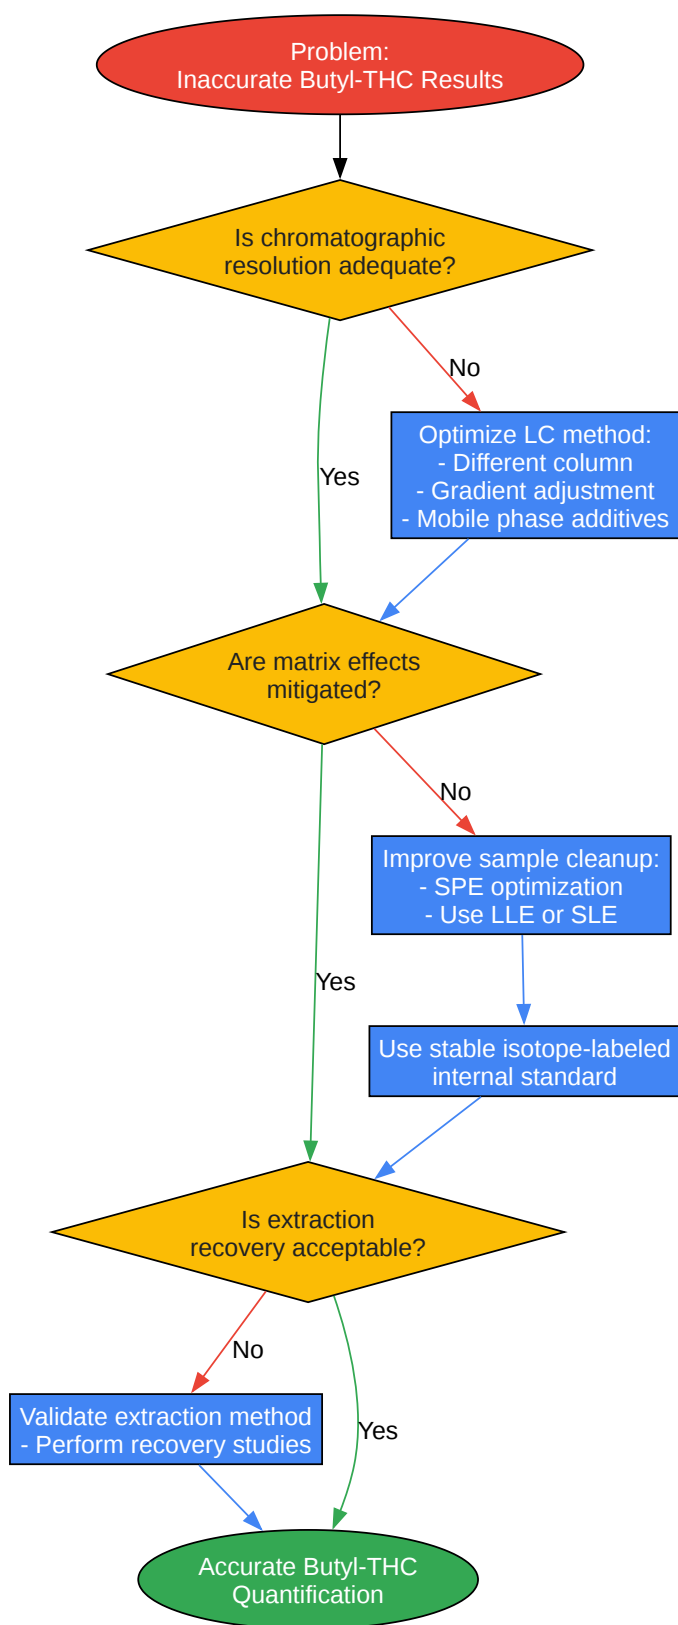 Problem:
Inaccurate Butyl-THC Results
Is chromatographic
resolution adequate?
No
Optimize LC method:
- Different column
- Gradient adjustment
- Mobile phase additives
Yes
Are matrix effects
mitigated?
No
Improve sample cleanup:
- SPE optimization
- Use LLE or SLE
Yes
Use stable isotope-labeled
internal standard
Is extraction
recovery acceptable?
No
Validate extraction method
- Perform recovery studies
Yes
Accurate Butyl-THC
Quantification